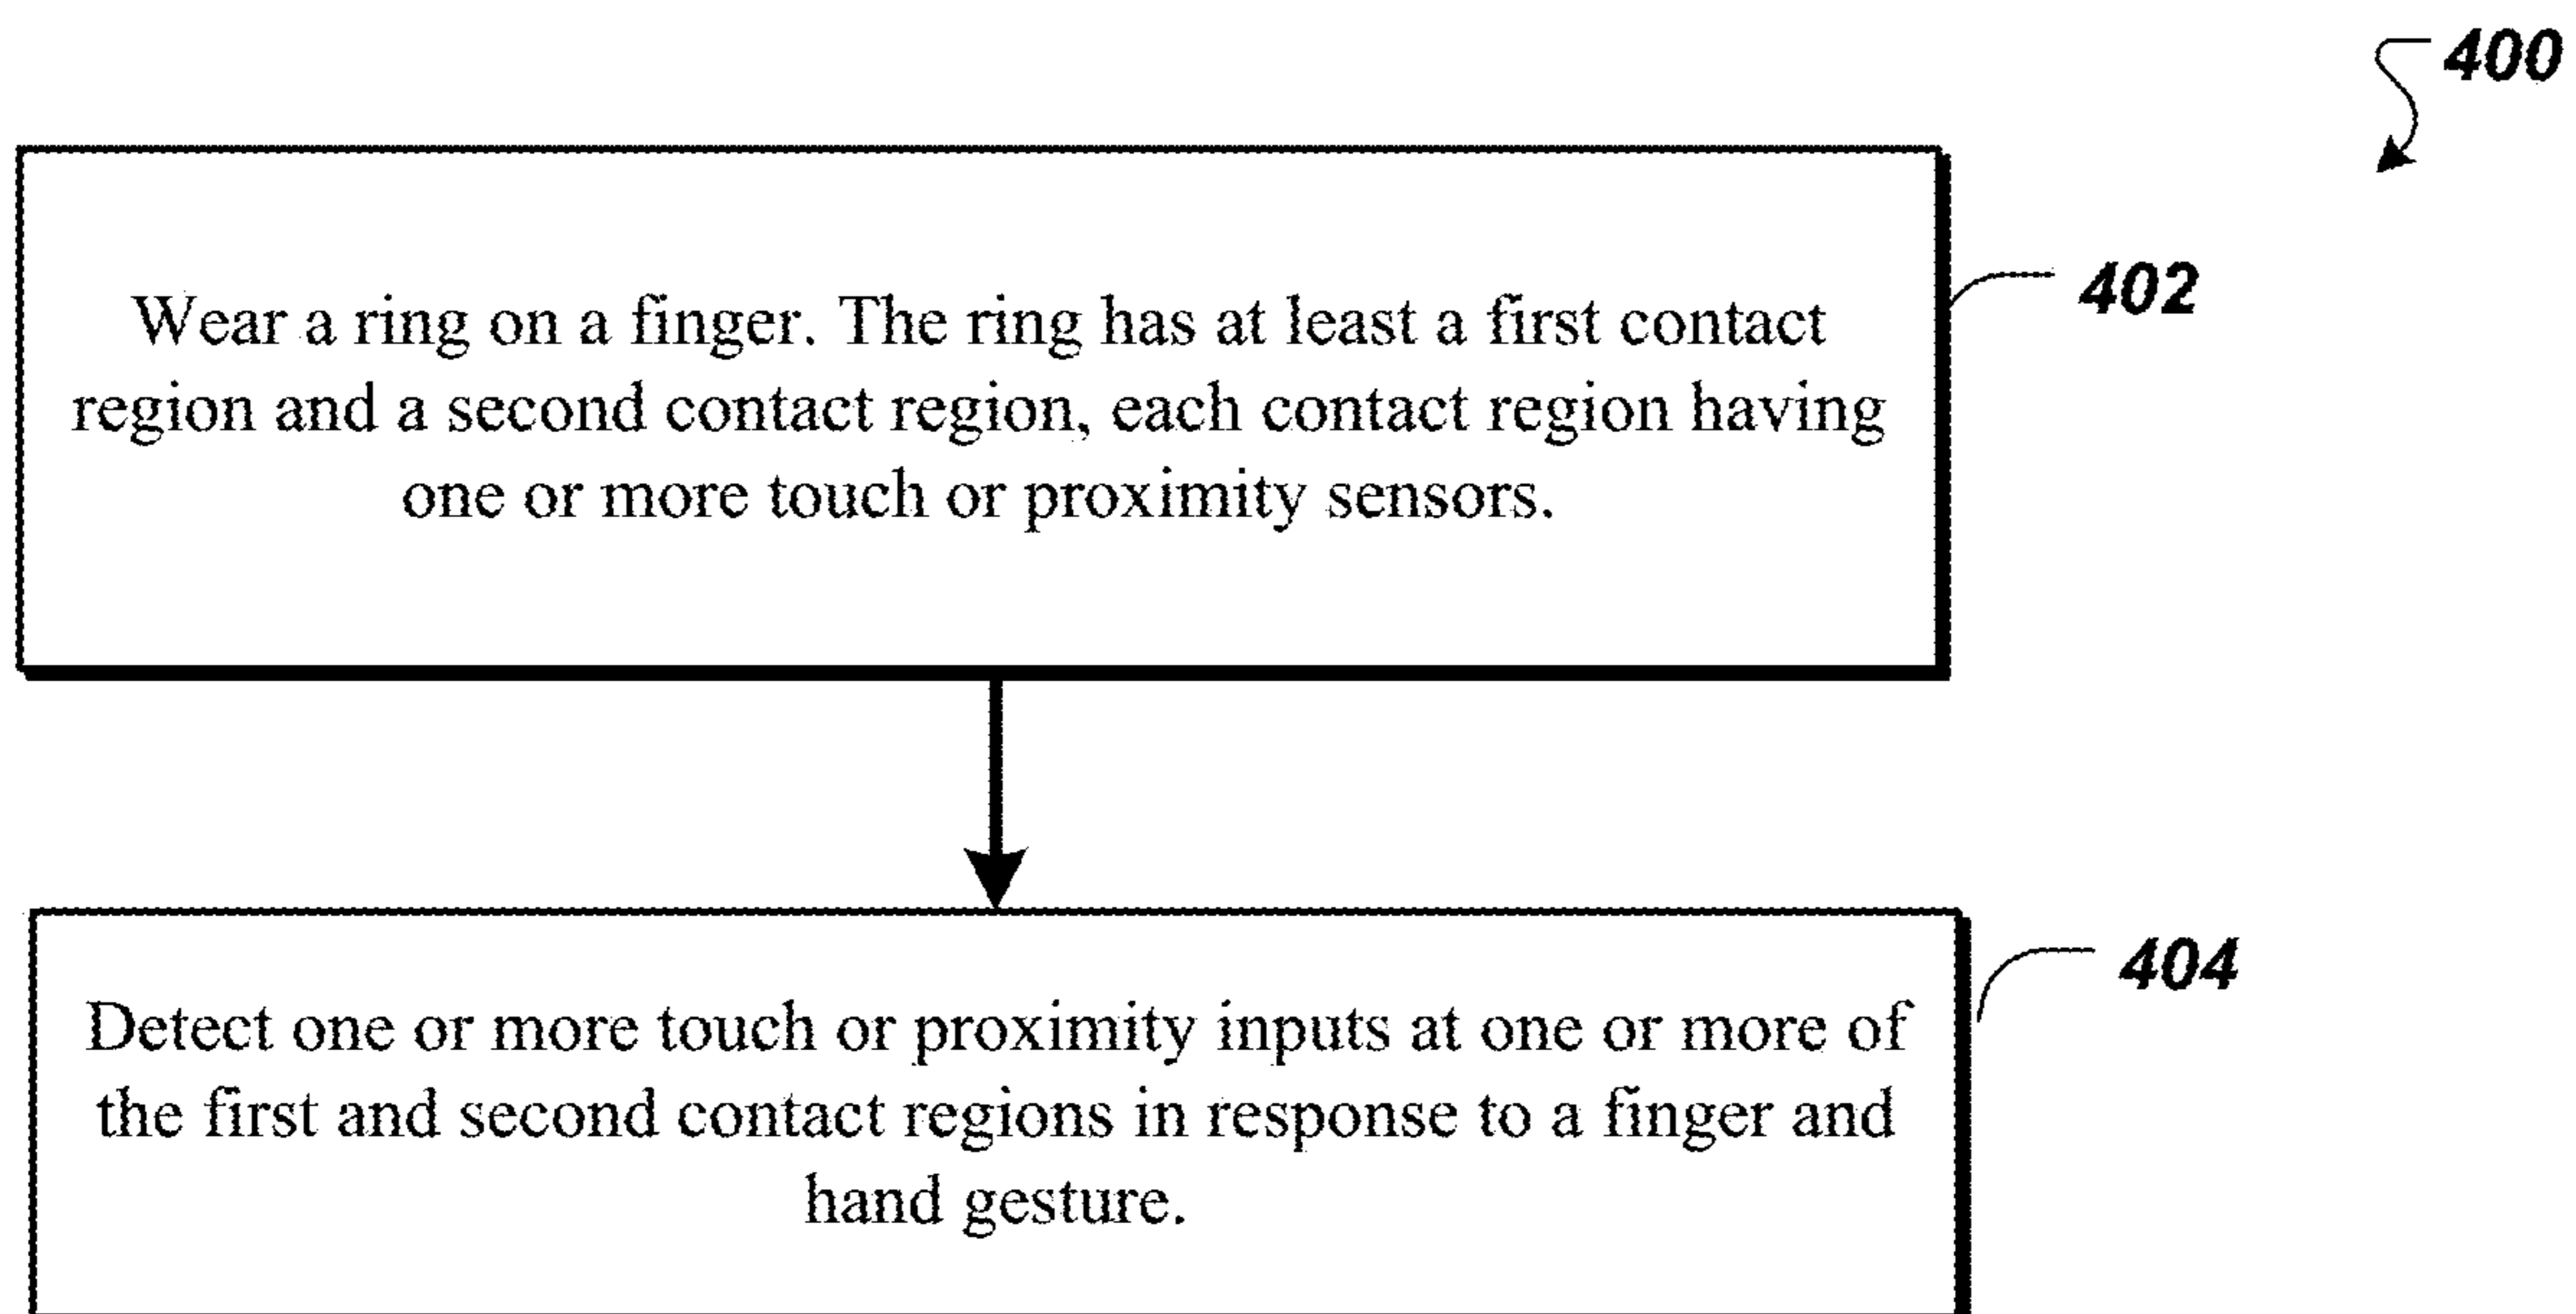 400
Wear a ring on a finger. The ring has at least a first contact
region and a second contact region, each contact region having
one or more touch or proximity sensors.
402
Detect one or more touch or proximity inputs at one or more of
the first and second contact regions in response to a finger and
hand gesture.
404